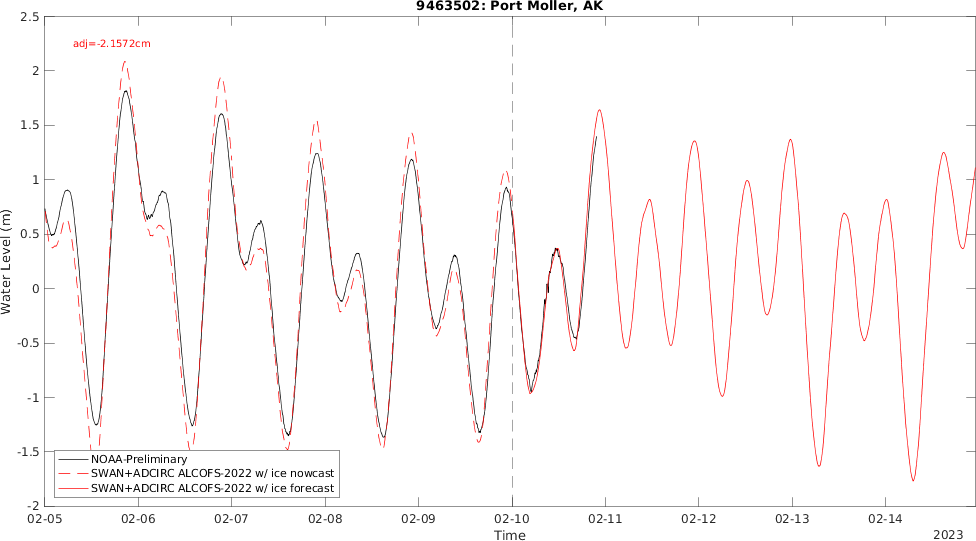 9463502: Port Moller, AK
adj=-2.1572cm
2.5
2
1.5
1
0.5
0
-0.5
-1
-1.5
-2
Water Level (m)
NOAA-Preliminary
SWAN+ADCIRC ALCOFS-2022 w/ ice nowcast
SWAN+ADCIRC ALCOFS-2022 w/ ice forecast
02-05 02-06 02-07 02-08 02-09 02-10 02-11 02-12 02-13 02-14
Time
2023